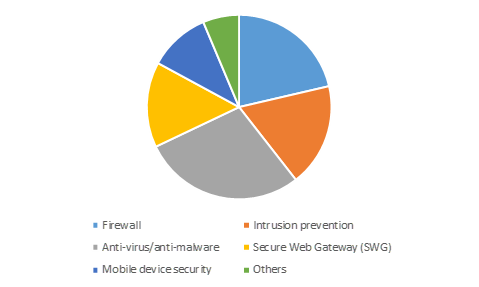 Firewall
Intrusion prevention
Anti-virus/anti-malware
Secure Web Gateway (SWG)
Mobile device security
Others